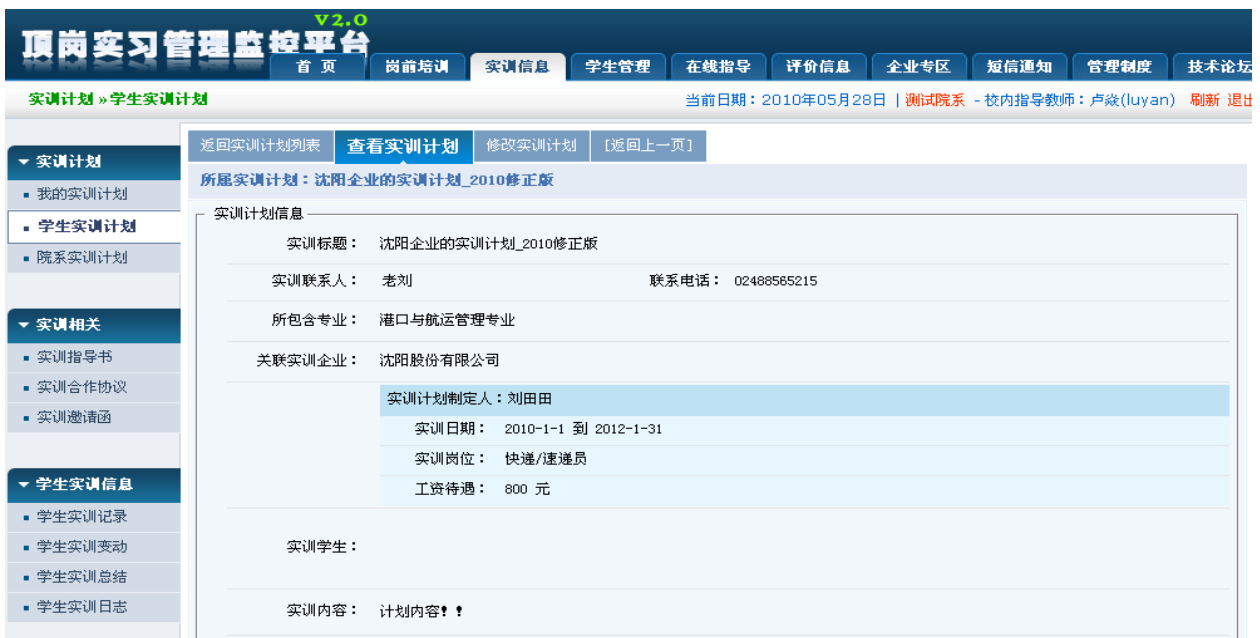 V2.0
頂岗实习管理监控平台
首 页 岗前培训 实训信息 学生管理 在线指导 评价信息 企业专区 短信通知 管理制度 技术论坛
实训计划 » 学生实训计划
当前日期：2010年05月28日 | 测试院系 - 校内指导教师：卢焱(luyan) 刷新 退出
返回实训计划列表 查看实训计划 修改实训计划 [返回上一页]
所属实训计划：沈阳企业的实训计划_2010修正版
实训计划
我的实训计划
学生实训计划
院系实训计划
实训相关
实训指导书
实训合作协议
实训邀请函
学生实训信息
学生实训记录
学生实训变动
学生实训总结
学生实训日志
实训计划信息
实训标题： 沈阳企业的实训计划_2010修正版
实训联系人： 老刘 联系电话： 02488565215
所包含专业： 港口与航运管理专业
关联实训企业： 沈阳股份有限公司
实训计划制定人：刘田田
实训日期： 2010-1-1 到 2012-1-31
实训岗位： 快递/速递员
工资待遇： 800 元
实训学生：
实训内容： 计划内容！！